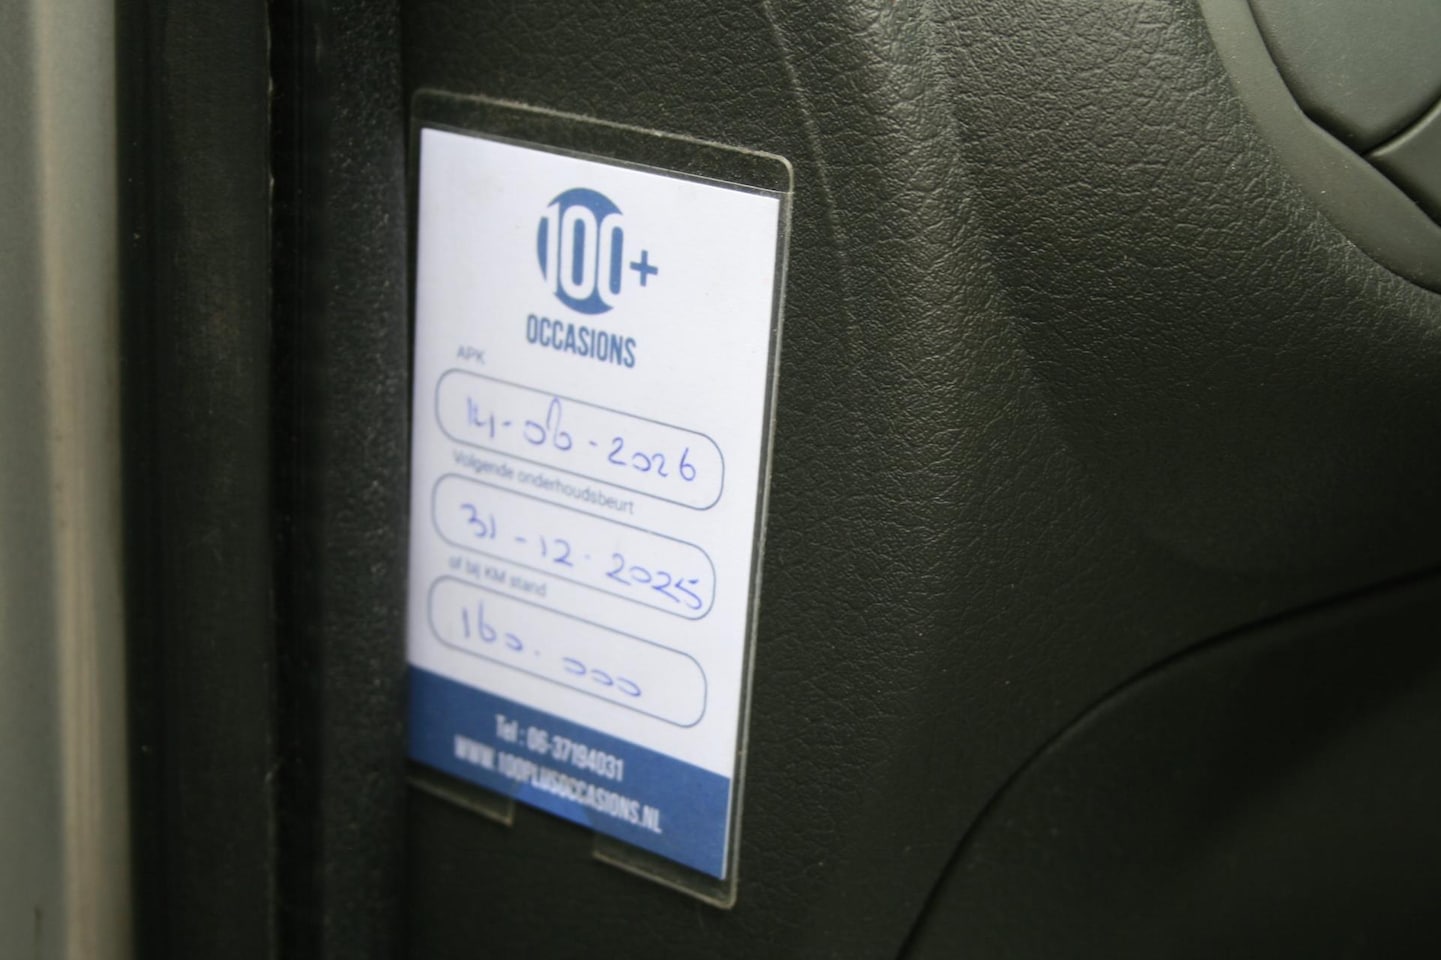 100+
OCCASIONS
APK
14-06-2026
Volgende onderhoudsbeurt
31-12-2025
of bij KM stand
160.000
Tel : 06-37194031
WWW.100PLUSOCCASIONS.NL